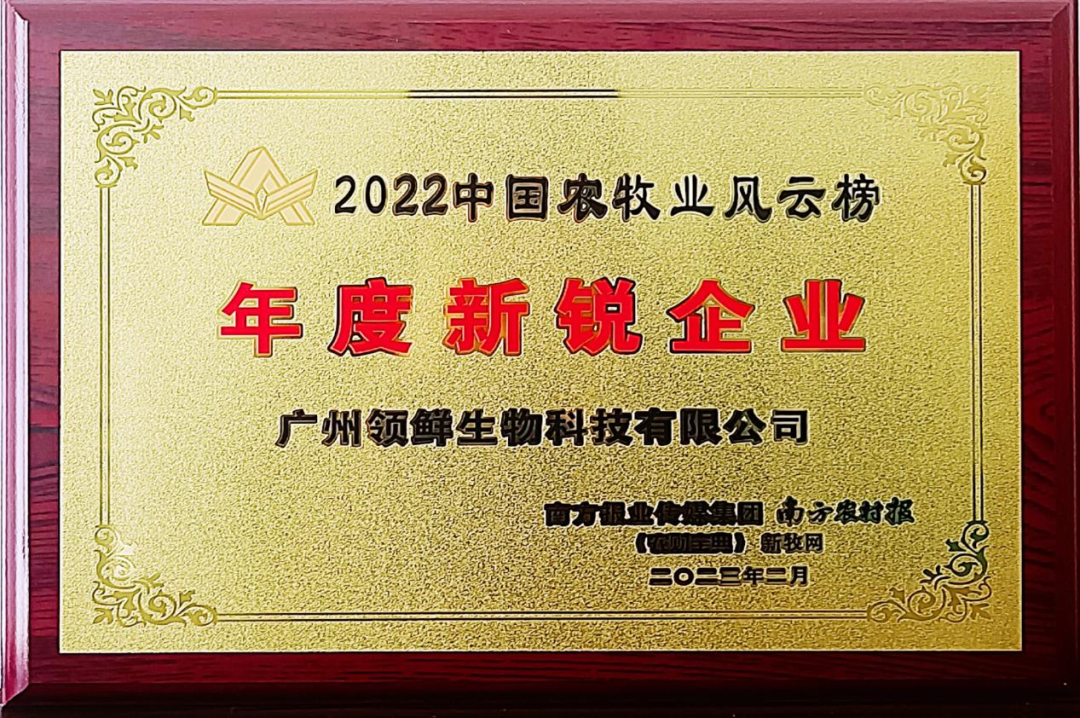 2022中国农牧业风云榜
年度新锐企业
广州领鲜生物科技有限公司
南方报业传媒集团 南方农村报
《农财宝典》 新牧网
二〇二三年二月